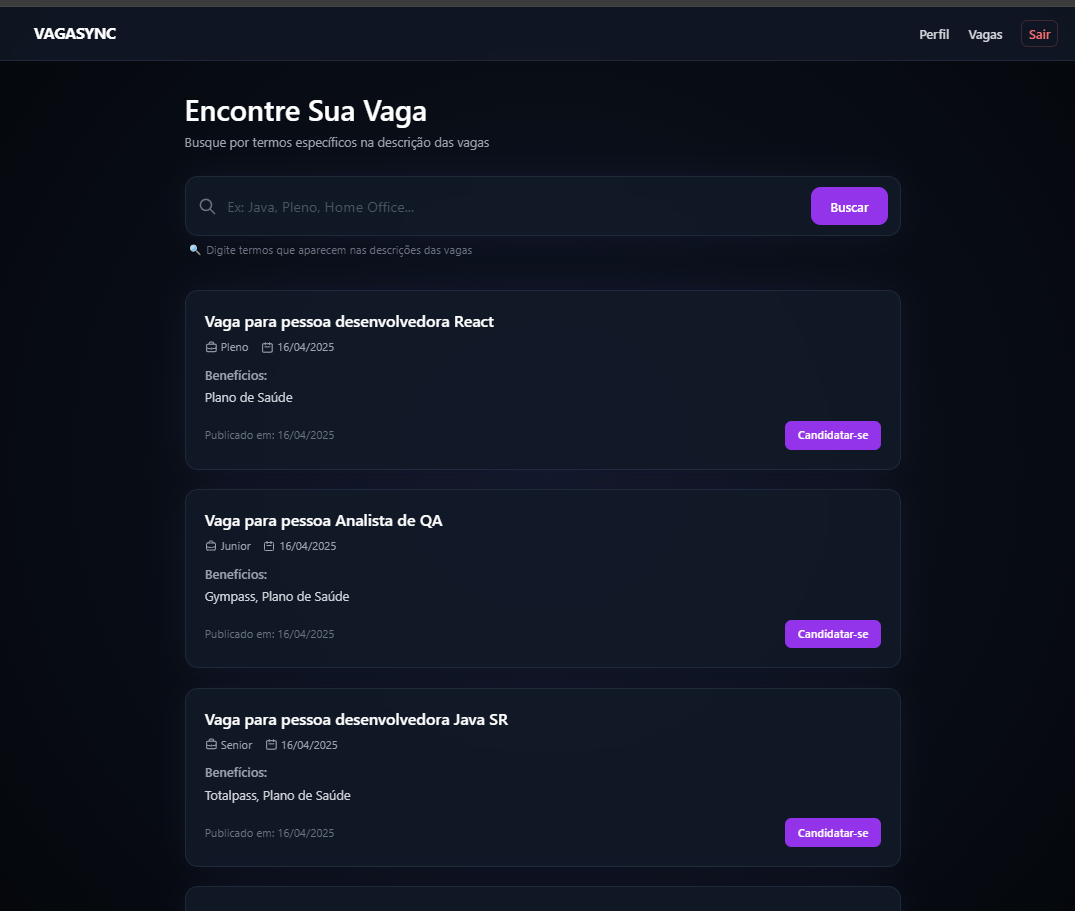 VAGASYNC
Perfil Vagas Sair
Encontre Sua Vaga
Busque por termos específicos na descrição das vagas
Ex: Java, Pleno, Home Office...
Buscar
Digite termos que aparecem nas descrições das vagas
Vaga para pessoa desenvolvedora React
Pleno 16/04/2025
Benefícios:
Plano de Saúde
Publicado em: 16/04/2025
Candidatar-se
Vaga para pessoa Analista de QA
Junior 16/04/2025
Benefícios:
Gympass, Plano de Saúde
Publicado em: 16/04/2025
Candidatar-se
Vaga para pessoa desenvolvedora Java SR
Senior 16/04/2025
Benefícios:
Totalpass, Plano de Saúde
Publicado em: 16/04/2025
Candidatar-se